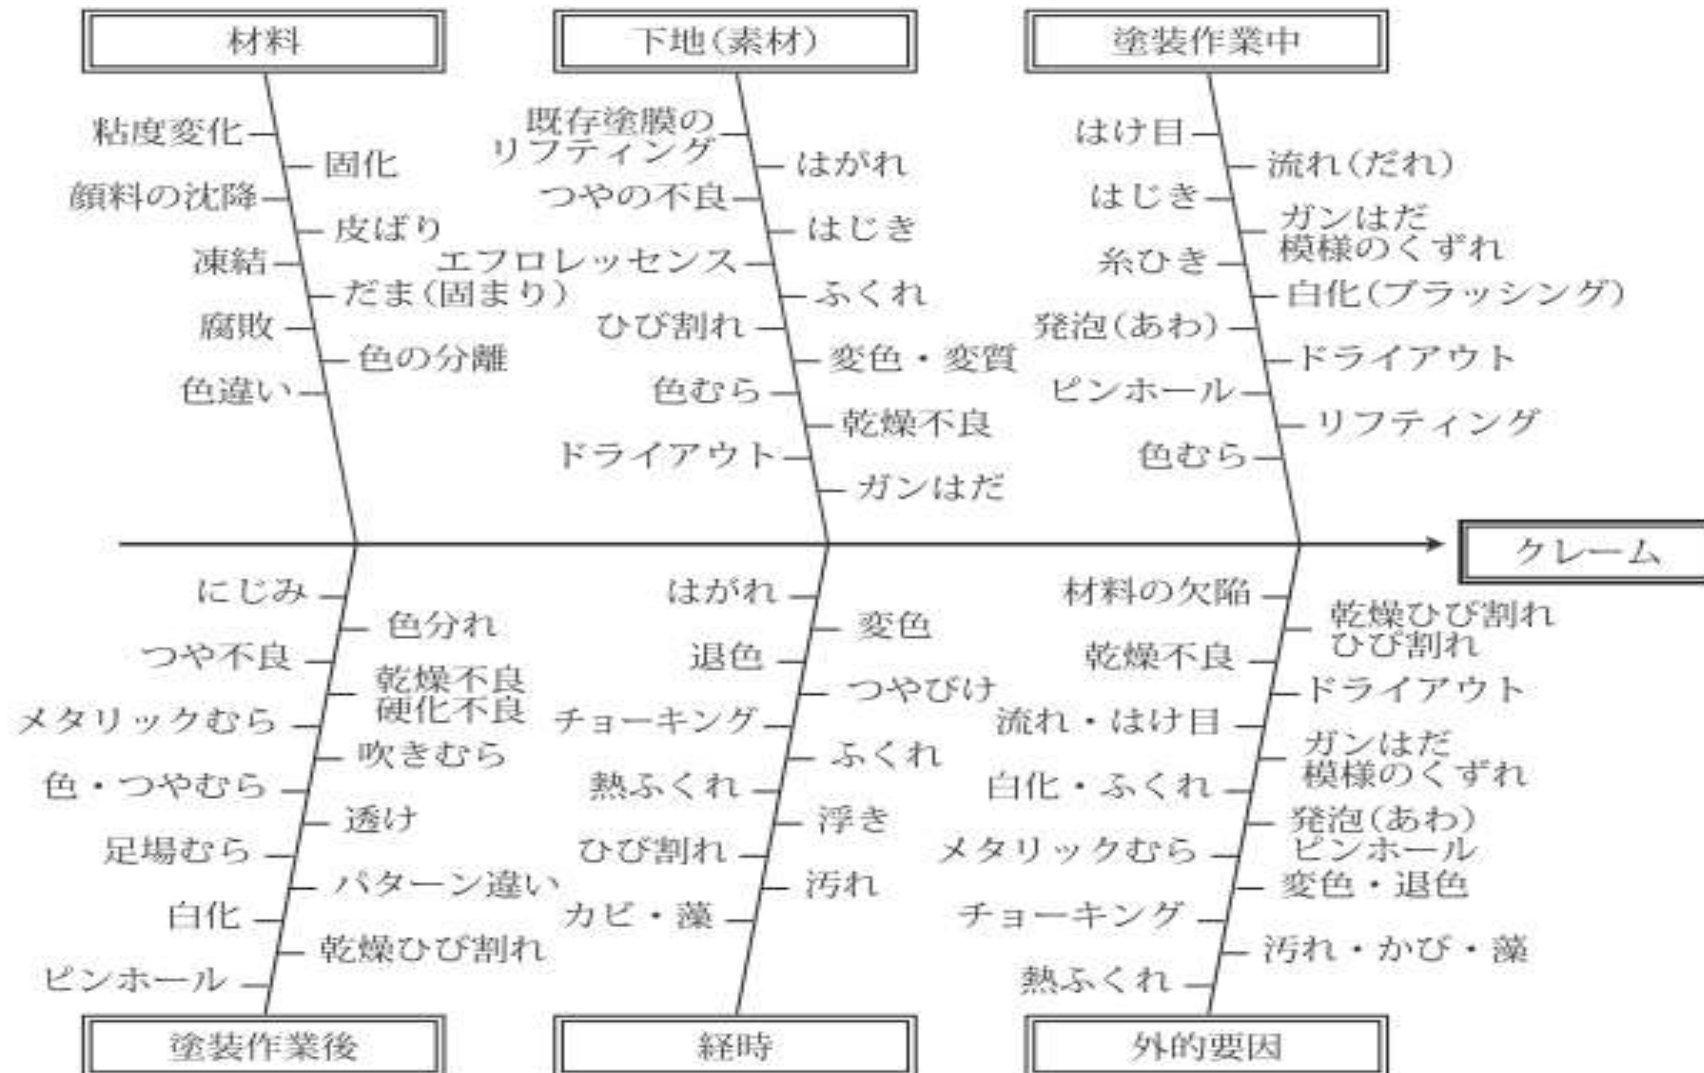 材料
下地(素材)
塗装作業中
粘度変化
固化
顔料の沈降
皮ばり
凍結
だま(固まり)
腐敗
色の分離
色違い
既存塗膜の
リフティング
はがれ
つやの不良
はじき
エフロレッセンス
ふくれ
ひび割れ
変色・変質
色むら
乾燥不良
ドライアウト
ガンはだ
はけ目
流れ(だれ)
はじき
ガンはだ
模様のくずれ
糸ひき
白化(ブラッシング)
発泡(あわ)
ドライアウト
ピンホール
リフティング
色むら
クレーム
にじみ
色分れ
つや不良
乾燥不良
硬化不良
メタリックむら
吹きむら
色・つやむら
透け
足場むら
パターン違い
白化
乾燥ひび割れ
ピンホール
はがれ
変色
退色
つやびけ
チョーキング
ふくれ
熱ふくれ
浮き
ひび割れ
汚れ
カビ・藻
材料の欠陥
乾燥ひび割れ
ひび割れ
乾燥不良
ドライアウト
流れ・はけ目
ガンはだ
模様のくずれ
白化・ふくれ
発泡(あわ)
ピンホール
メタリックむら
変色・退色
チョーキング
汚れ・かび・藻
熱ふくれ
塗装作業後
経時
外的要因